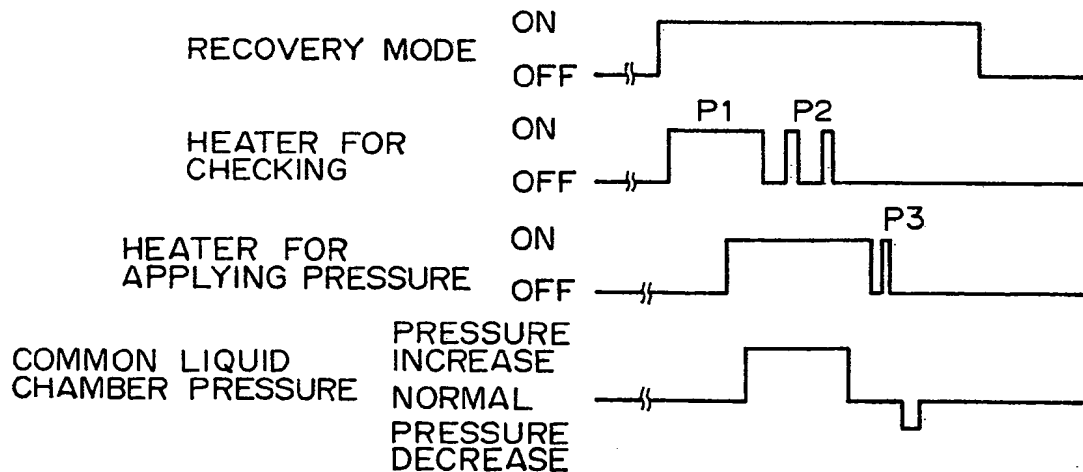 ON
RECOVERY MODE
OFF
P1 P2
HEATER FOR
CHECKING
ON
OFF
P3
HEATER FOR
APPLYING PRESSURE
ON
OFF
COMMON LIQUID
CHAMBER PRESSURE
PRESSURE
INCREASE
NORMAL
PRESSURE
DECREASE